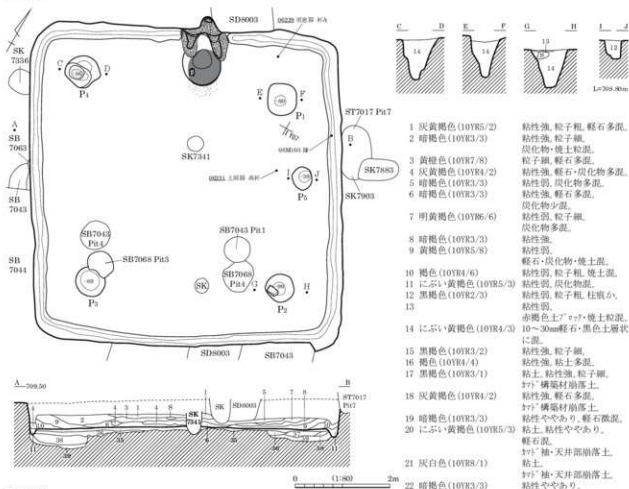 SD8003
SK
7336
C
D
P4
E
F
P1
ST7017 Pit7
A
B
SB
7063
SK7341
SK7883
I
J
P5
SK7903
SB
7043
SB7043
Pit4
SB7043 Pit1
SB7068 Pit3
SB
7044
SB7068
Pit4
P3
SK
G
H
P2
SD8003
SB7043
A
709.50
SK
SD8003
ST7017
Pit7
B
SK
7341
0 (1:80) 2m
C D E F G H I J
14 14 13 14 12
L=708.80m
1 灰黄褐色(10YR5/2) 粘性強, 粒子粗, 軽石多混。
2 暗褐色(10YR3/3) 粘性強, 軽石多混。
炭化物・焼土粒混。
3 黄橙色(10YR7/8) 粒子細, 軽石多混。
4 灰黄褐色(10YR4/2) 粘性強, 軽石・炭化物多混。
5 暗褐色(10YR3/3) 粘性弱, 炭化物多混。
6 暗褐色(10YR3/3) 粘性強, 軽石多混。
炭化物少混。
7 明黄褐色(10YR6/6) 粘性弱, 粒子細。
炭化物多混。
8 暗褐色(10YR3/3) 粘性強。
9 黄褐色(10YR5/8) 粘性弱。
軽石・炭化物・焼土混。
10 褐色(10YR4/6) 粘性弱, 粒子粗, 焼土混。
11 にぶい黄褐色(10YR5/3) 粘性弱, 炭化物混。
12 黒褐色(10YR2/3) 粘性弱, 粒子粗, 柱痕か。
13 粘性弱。
赤褐色土ブロック・焼土粒混。
14 にぶい黄褐色(10YR4/3) 10～30mm軽石・黒色土層状
に混。
15 黒褐色(10YR3/2) 粘性強, 粒子細。
16 褐色(10YR4/4) 粘性強, 粘土多混。
17 黒褐色(10YR3/1) 粘土, 粘性強, 粒子細。
カマド構築材崩落土。
18 灰黄褐色(10YR4/2) 粘性強, 軽石多混。
カマド構築材崩落土。
19 暗褐色(10YR3/3) 粘性ややあり, 軽石微混。
20 にぶい黄褐色(10YR5/3) 粘土, 粘性ややあり。
軽石混。
カマド袖・天井部崩落土。
21 灰白色(10YR8/1) 粘土。
カマド袖・天井部崩落土。
22 暗褐色(10YR3/3) 粘性ややあり。